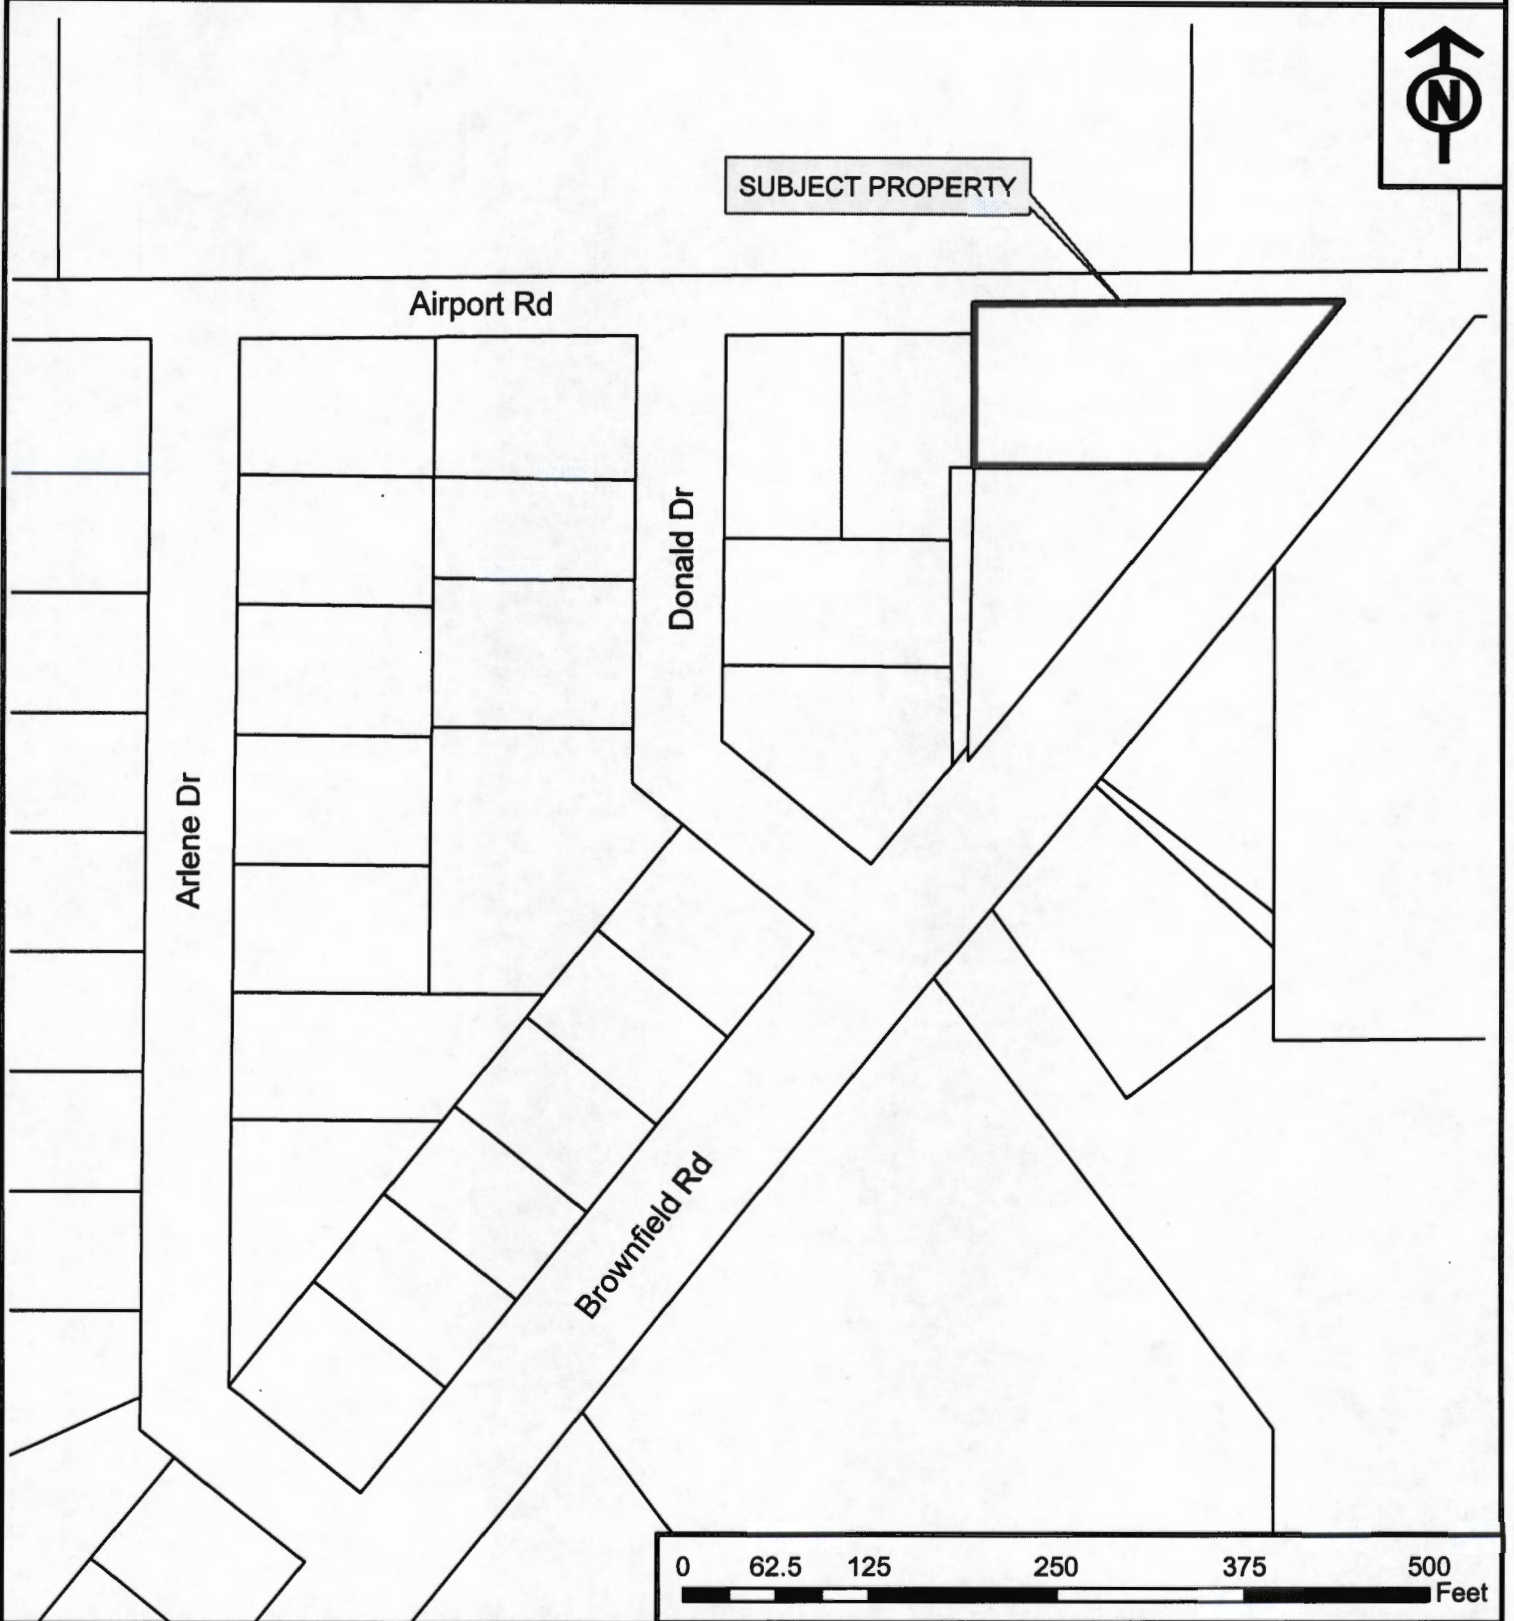 N
SUBJECT PROPERTY
Airport Rd
Donald Dr
Arlene Dr
Brownfield Rd
0 62.5 125 250 375 500
Feet